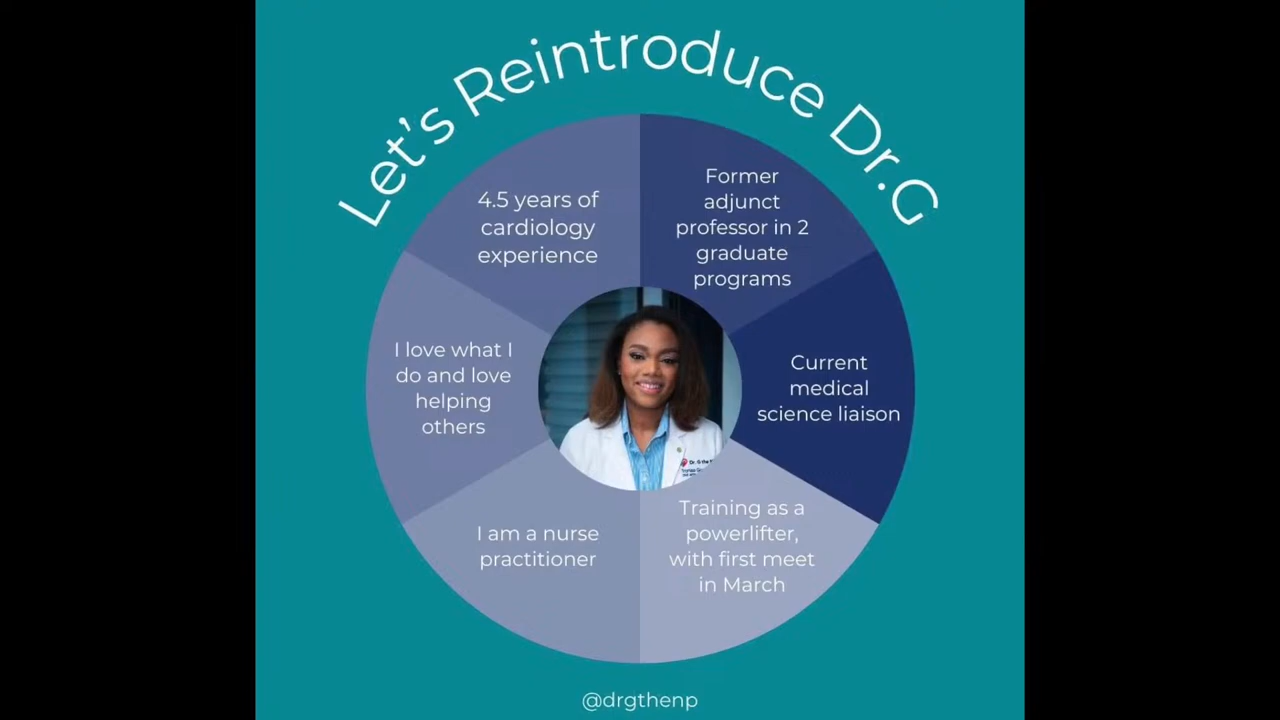 Let's Reintroduce Dr.G
4.5 years of
cardiology
experience
Former
adjunct
professor in 2
graduate
programs
I love what I
do and love
helping
others
Current
medical
science liaison
Dr. G the
I am a nurse
practitioner
Training as a
powerlifter,
with first meet
in March
@drgthenp